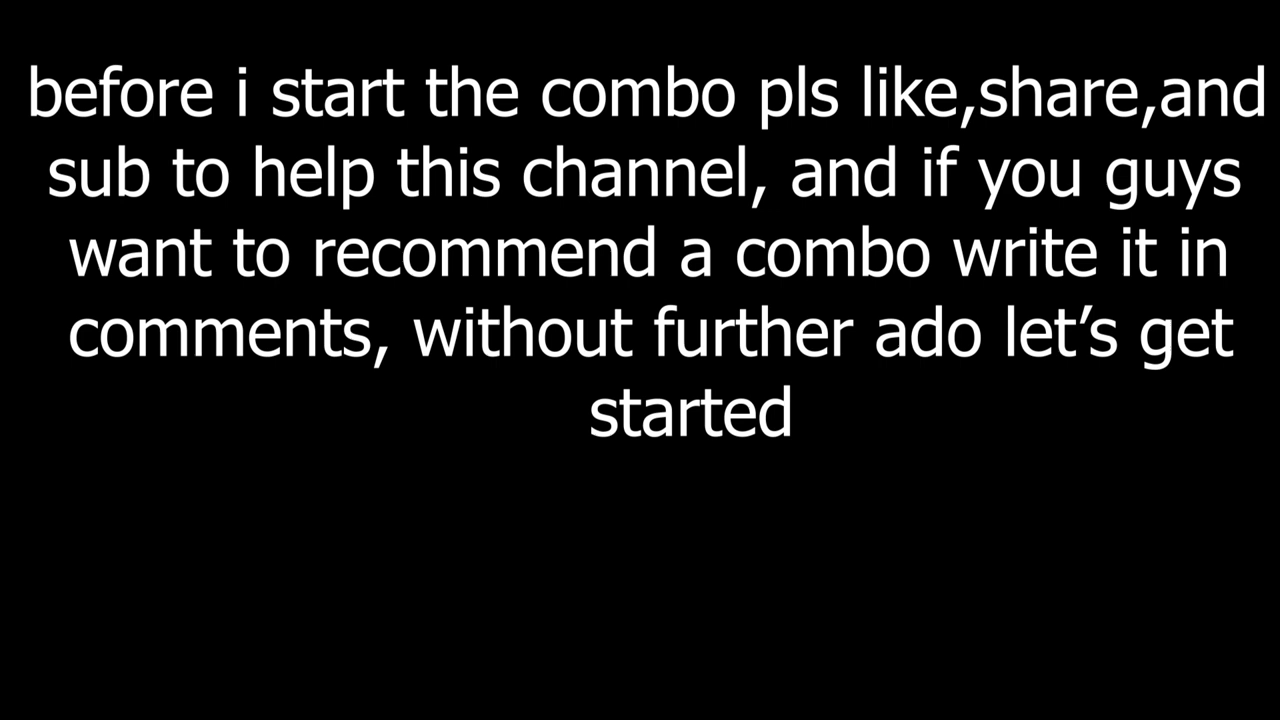 before i start the combo pls like,share,and
sub to help this channel, and if you guys
want to recommend a combo write it in
comments, without further ado let’s get
started